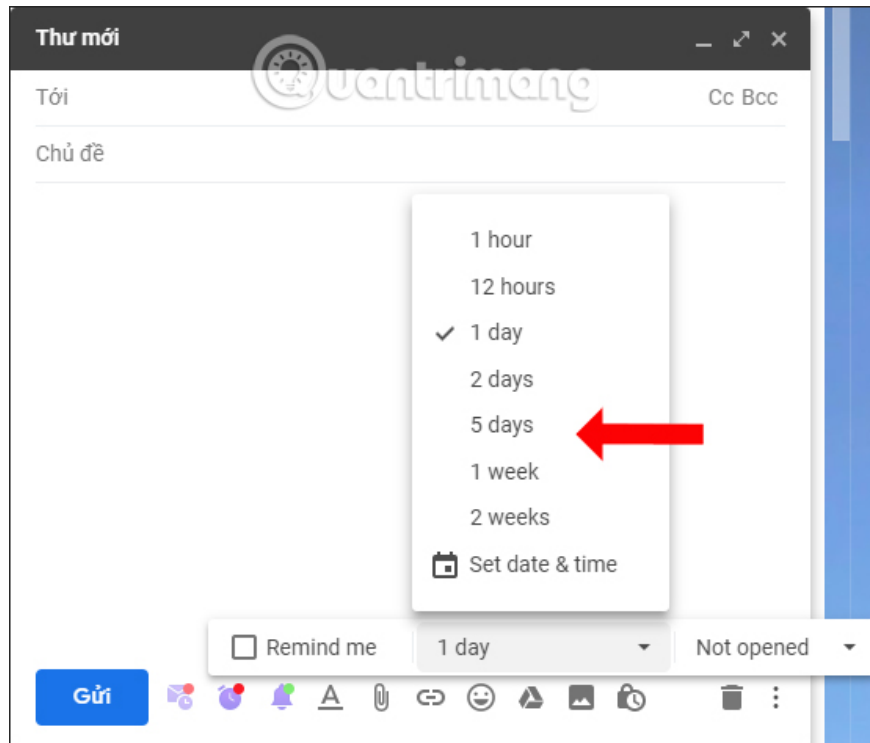 Thư mới
Quantrimang
Tới Cc Bcc
Chủ đề
1 hour
12 hours
1 day
2 days
5 days
1 week
2 weeks
Set date & time
Remind me 1 day Not opened
Gửi A